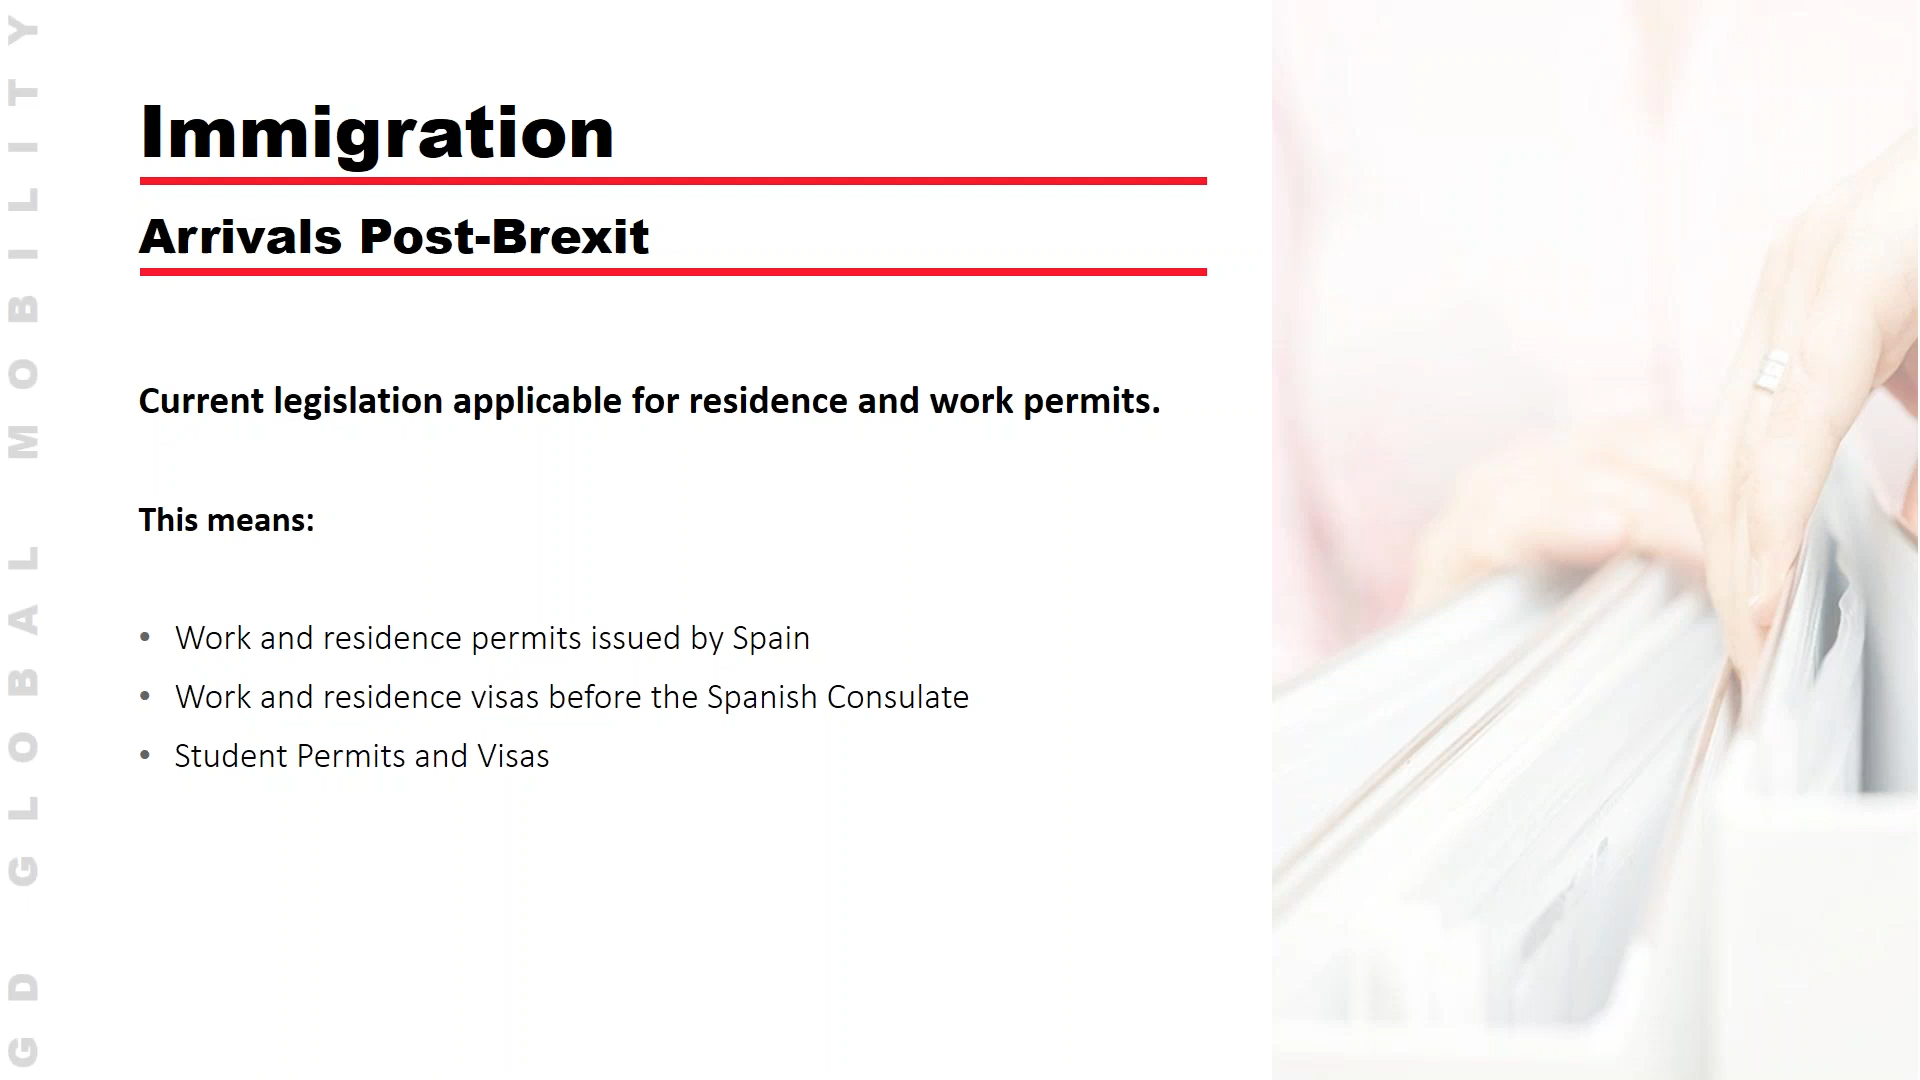 GD GLOBAL MOBILITY
Immigration
Arrivals Post-Brexit
Current legislation applicable for residence and work permits.
This means:
• Work and residence permits issued by Spain
• Work and residence visas before the Spanish Consulate
• Student Permits and Visas